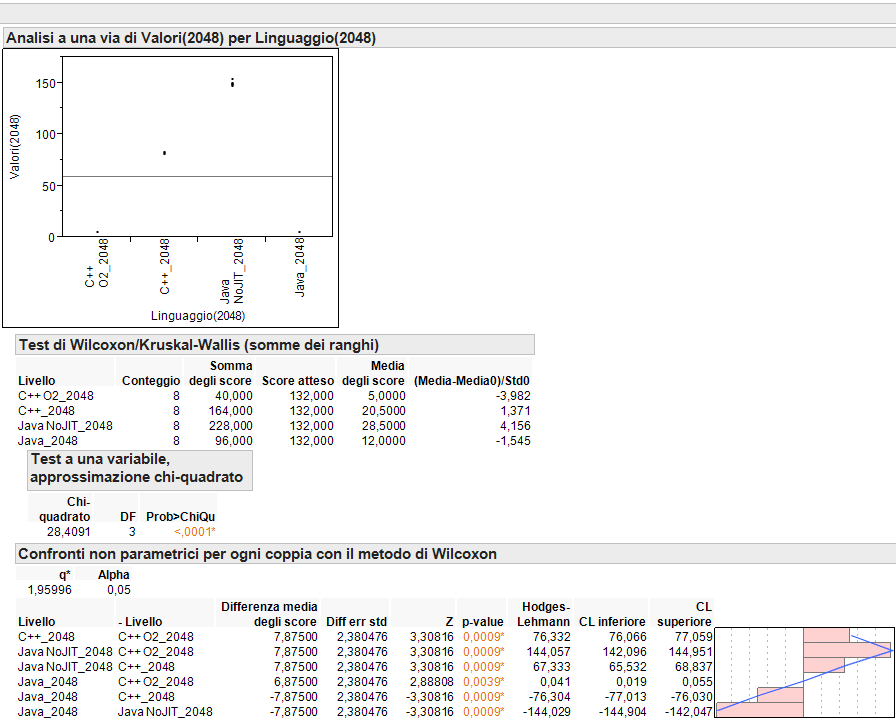 Analisi a una via di Valori(2048) per Linguaggio(2048)
150
100
50
0
Valori(2048)
C++
O2_2048
C++_2048
Java
NoJIT_2048
Java_2048
Linguaggio(2048)
Test di Wilcoxon/Kruskal-Wallis (somme dei ranghi)
Somma Media
Livello Conteggio degli score Score atteso degli score (Media-Media0)/Std0
C++ O2_2048 8 40,000 132,000 5,0000 -3,982
C++_2048 8 164,000 132,000 20,5000 1,371
Java NoJIT_2048 8 228,000 132,000 28,5000 4,156
Java_2048 8 96,000 132,000 12,0000 -1,545
Test a una variabile,
approssimazione chi-quadrato
Chi-
quadrato DF Prob>ChiQu
28,4091 3 <,0001*
Confronti non parametrici per ogni coppia con il metodo di Wilcoxon
q* Alpha
1,95996 0,05
Differenza media Hodges- CL
Livello - Livello degli score Diff err std Z p-value Lehmann CL inferiore superiore
C++_2048 C++ O2_2048 7,87500 2,380476 3,30816 0,0009* 76,332 76,066 77,059
Java NoJIT_2048 C++ O2_2048 7,87500 2,380476 3,30816 0,0009* 144,057 142,096 144,951
Java NoJIT_2048 C++_2048 7,87500 2,380476 3,30816 0,0009* 67,333 65,532 68,837
Java_2048 C++ O2_2048 6,87500 2,380476 2,88808 0,0039* 0,041 0,019 0,055
Java_2048 C++_2048 -7,87500 2,380476 -3,30816 0,0009* -76,304 -77,013 -76,030
Java_2048 Java NoJIT_2048 -7,87500 2,380476 -3,30816 0,0009* -144,029 -144,904 -142,047